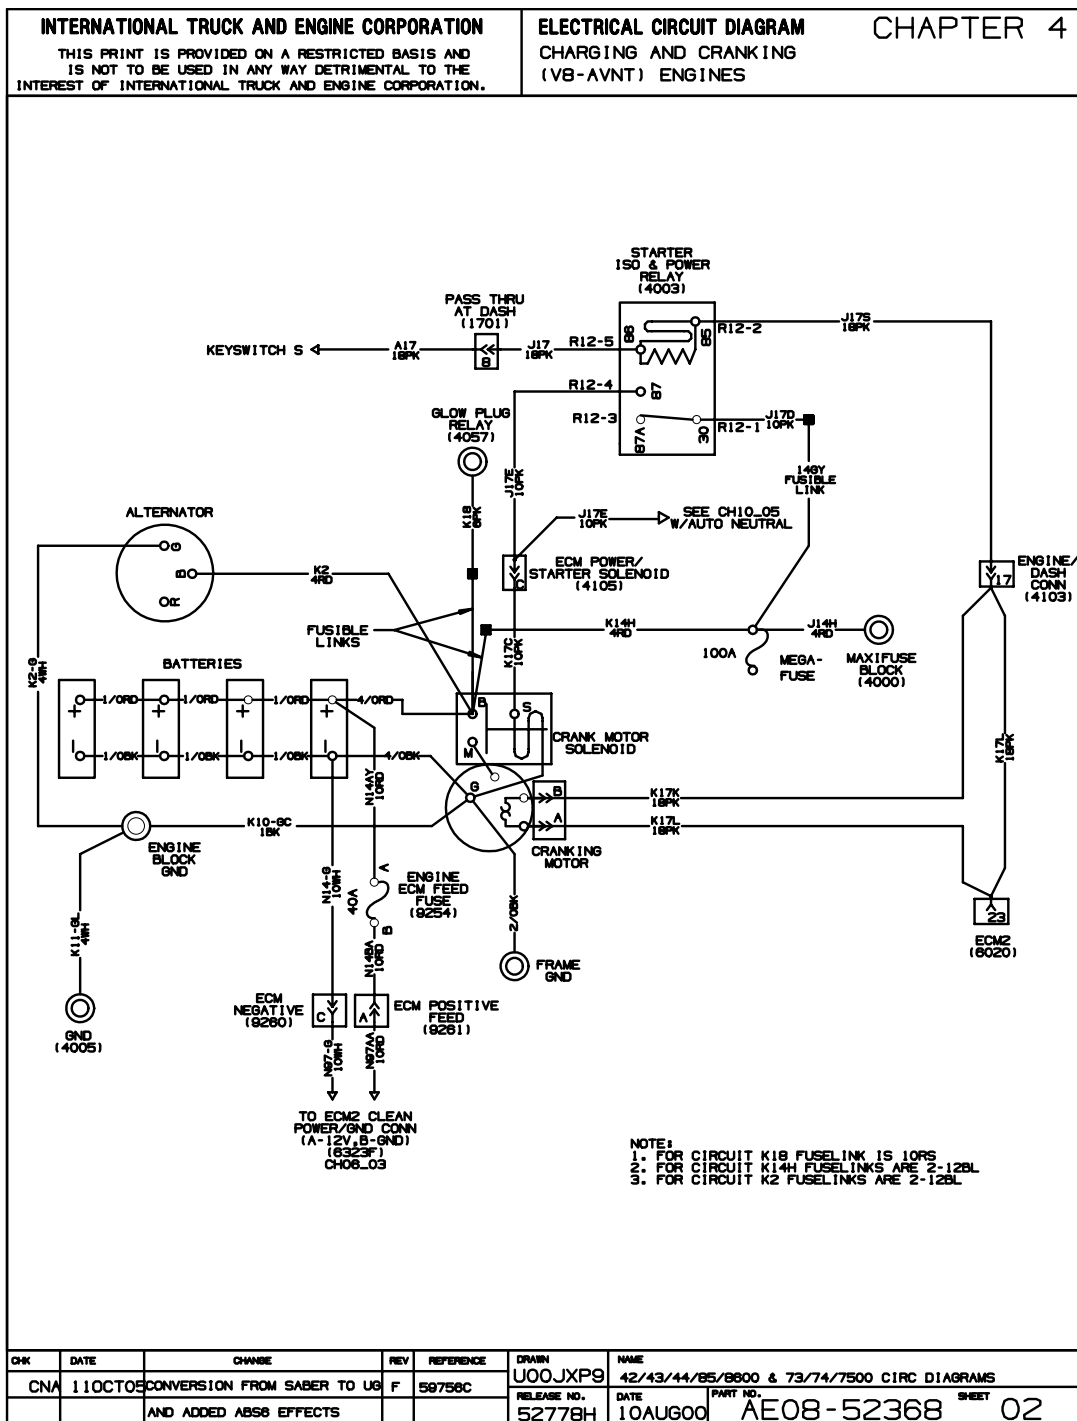 INTERNATIONAL TRUCK AND ENGINE CORPORATION
THIS PRINT IS PROVIDED ON A RESTRICTED BASIS AND
IS NOT TO BE USED IN ANY WAY DETRIMENTAL TO THE
INTEREST OF INTERNATIONAL TRUCK AND ENGINE CORPORATION.
ELECTRICAL CIRCUIT DIAGRAM
CHARGING AND CRANKING
(V8-AVNT) ENGINES
CHAPTER 4
STARTER
ISO & POWER
RELAY
(4003)
PASS THRU
AT DASH
(1701)
KEYSWITCH S
A17
18PK
8
J17
18PK
R12-5
86
85
R12-2
J17S
18PK
R12-4
87
R12-3
87A
30
R12-1
J17D
10PK
GLOW PLUG
RELAY
(4057)
14GY
FUSIBLE
LINK
K18
6PK
J17E
10PK
J17E
10PK
SEE CH10_05
W/AUTO NEUTRAL
ALTERNATOR
G
B
R
K2
4RD
ECM POWER/
STARTER SOLENOID
(4105)
C
ENGINE/
DASH
CONN
(4103)
17
FUSIBLE
LINKS
K14H
4RD
J14H
4RD
K17C
10PK
100A
MEGA-
FUSE
MAXIFUSE
BLOCK
(4000)
K2-G
4WH
BATTERIES
+
1/0RD
+
1/0RD
+
1/0RD
+
4/0RD
-
1/0BK
-
1/0BK
-
1/0BK
-
4/0BK
B
S
M
CRANK MOTOR
SOLENOID
K17L
18PK
N14AY
10RD
G
B
A
K17K
18PK
K17L
18PK
CRANKING
MOTOR
K10-GC
1BK
ENGINE
BLOCK
GND
N14-G
10WH
40A
A
B
ENGINE
ECM FEED
FUSE
(9254)
2/0BK
23
ECM2
(6020)
K11-GL
4WH
N14BA
10RD
FRAME
GND
GND
(4005)
ECM
NEGATIVE
(9260)
C
A
ECM POSITIVE
FEED
(9261)
N97-G
10WH
N97AA
10RD
TO ECM2 CLEAN
POWER/GND CONN
(A-12V,B-GND)
(6323F)
CH06_03
NOTE:
1. FOR CIRCUIT K18 FUSELINK IS 10RS
2. FOR CIRCUIT K14H FUSELINKS ARE 2-12BL
3. FOR CIRCUIT K2 FUSELINKS ARE 2-12BL
CHK DATE CHANGE REV REFERENCE
CNA 11OCT05 CONVERSION FROM SABER TO UG F 59756C
AND ADDED ABS6 EFFECTS
DRAWN
U00JXP9
NAME
42/43/44/85/8600 & 73/74/7500 CIRC DIAGRAMS
RELEASE NO.
52778H
DATE
10AUG00
PART NO.
AE08-52368
SHEET
02